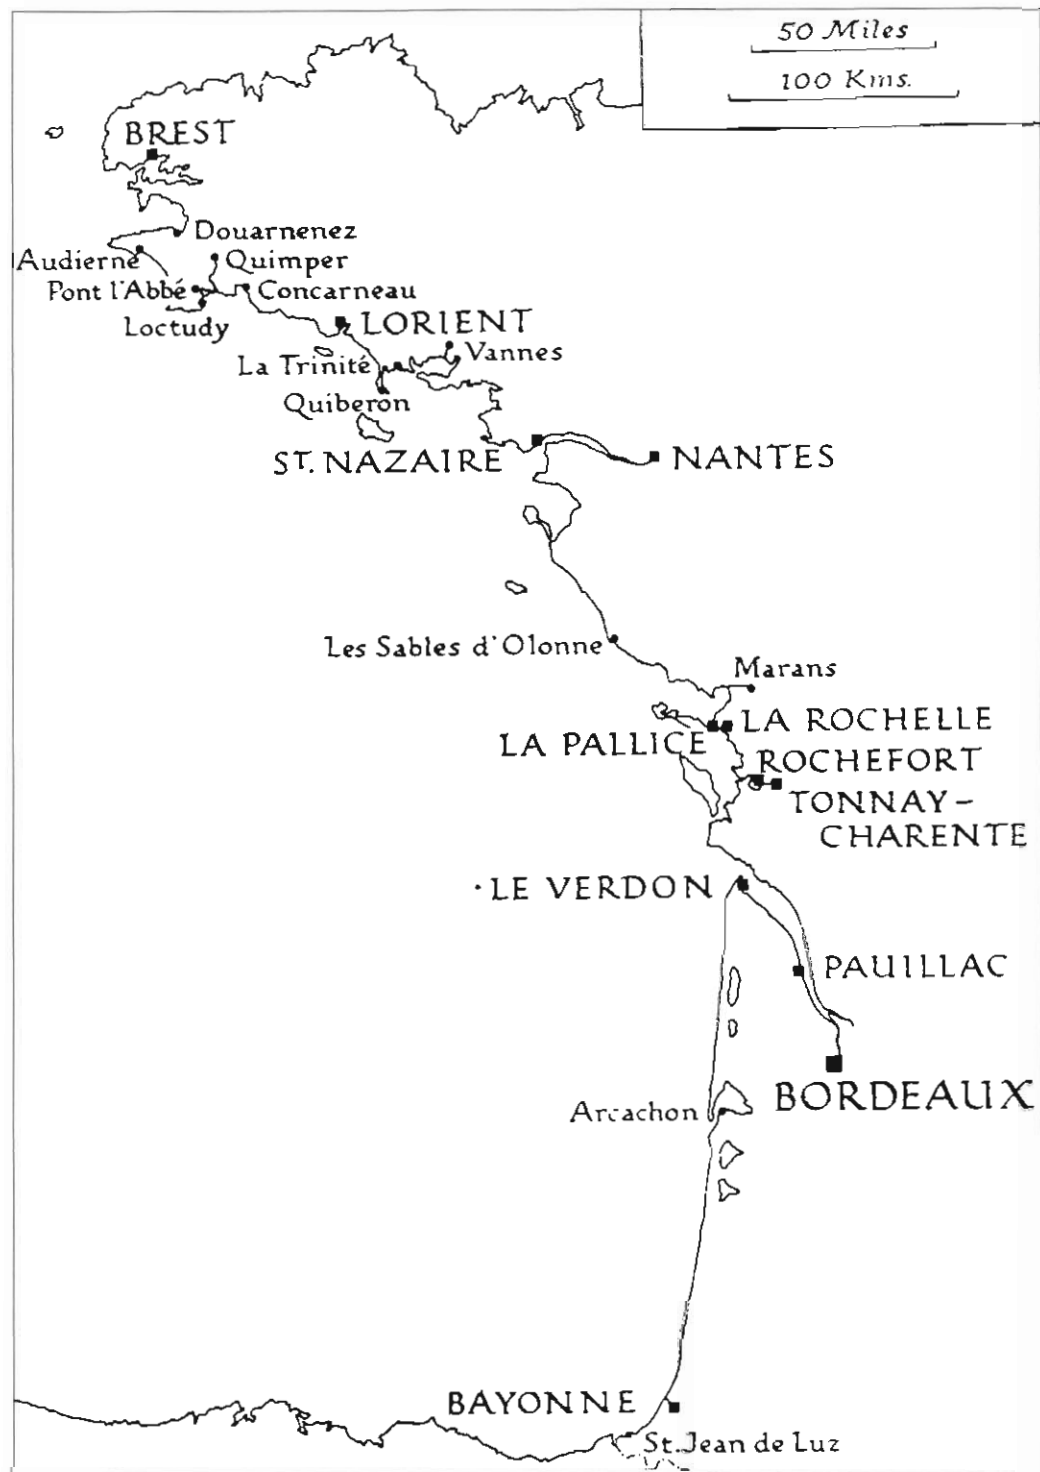 50 Miles
100 Kms.
BREST
Douarnenez
Audierne
Quimper
Pont l'Abbé
Concarneau
Loctudy
LORIENT
La Trinité
Vannes
Quiberon
ST. NAZAIRE
NANTES
Les Sables d'Olonne
Marans
LA ROCHELLE
LA PALLICE
ROCHEFORT
TONNAY-
CHARENTE
LE VERDON
PAUILLAC
BORDEAUX
Arcachon
BAYONNE
St. Jean de Luz